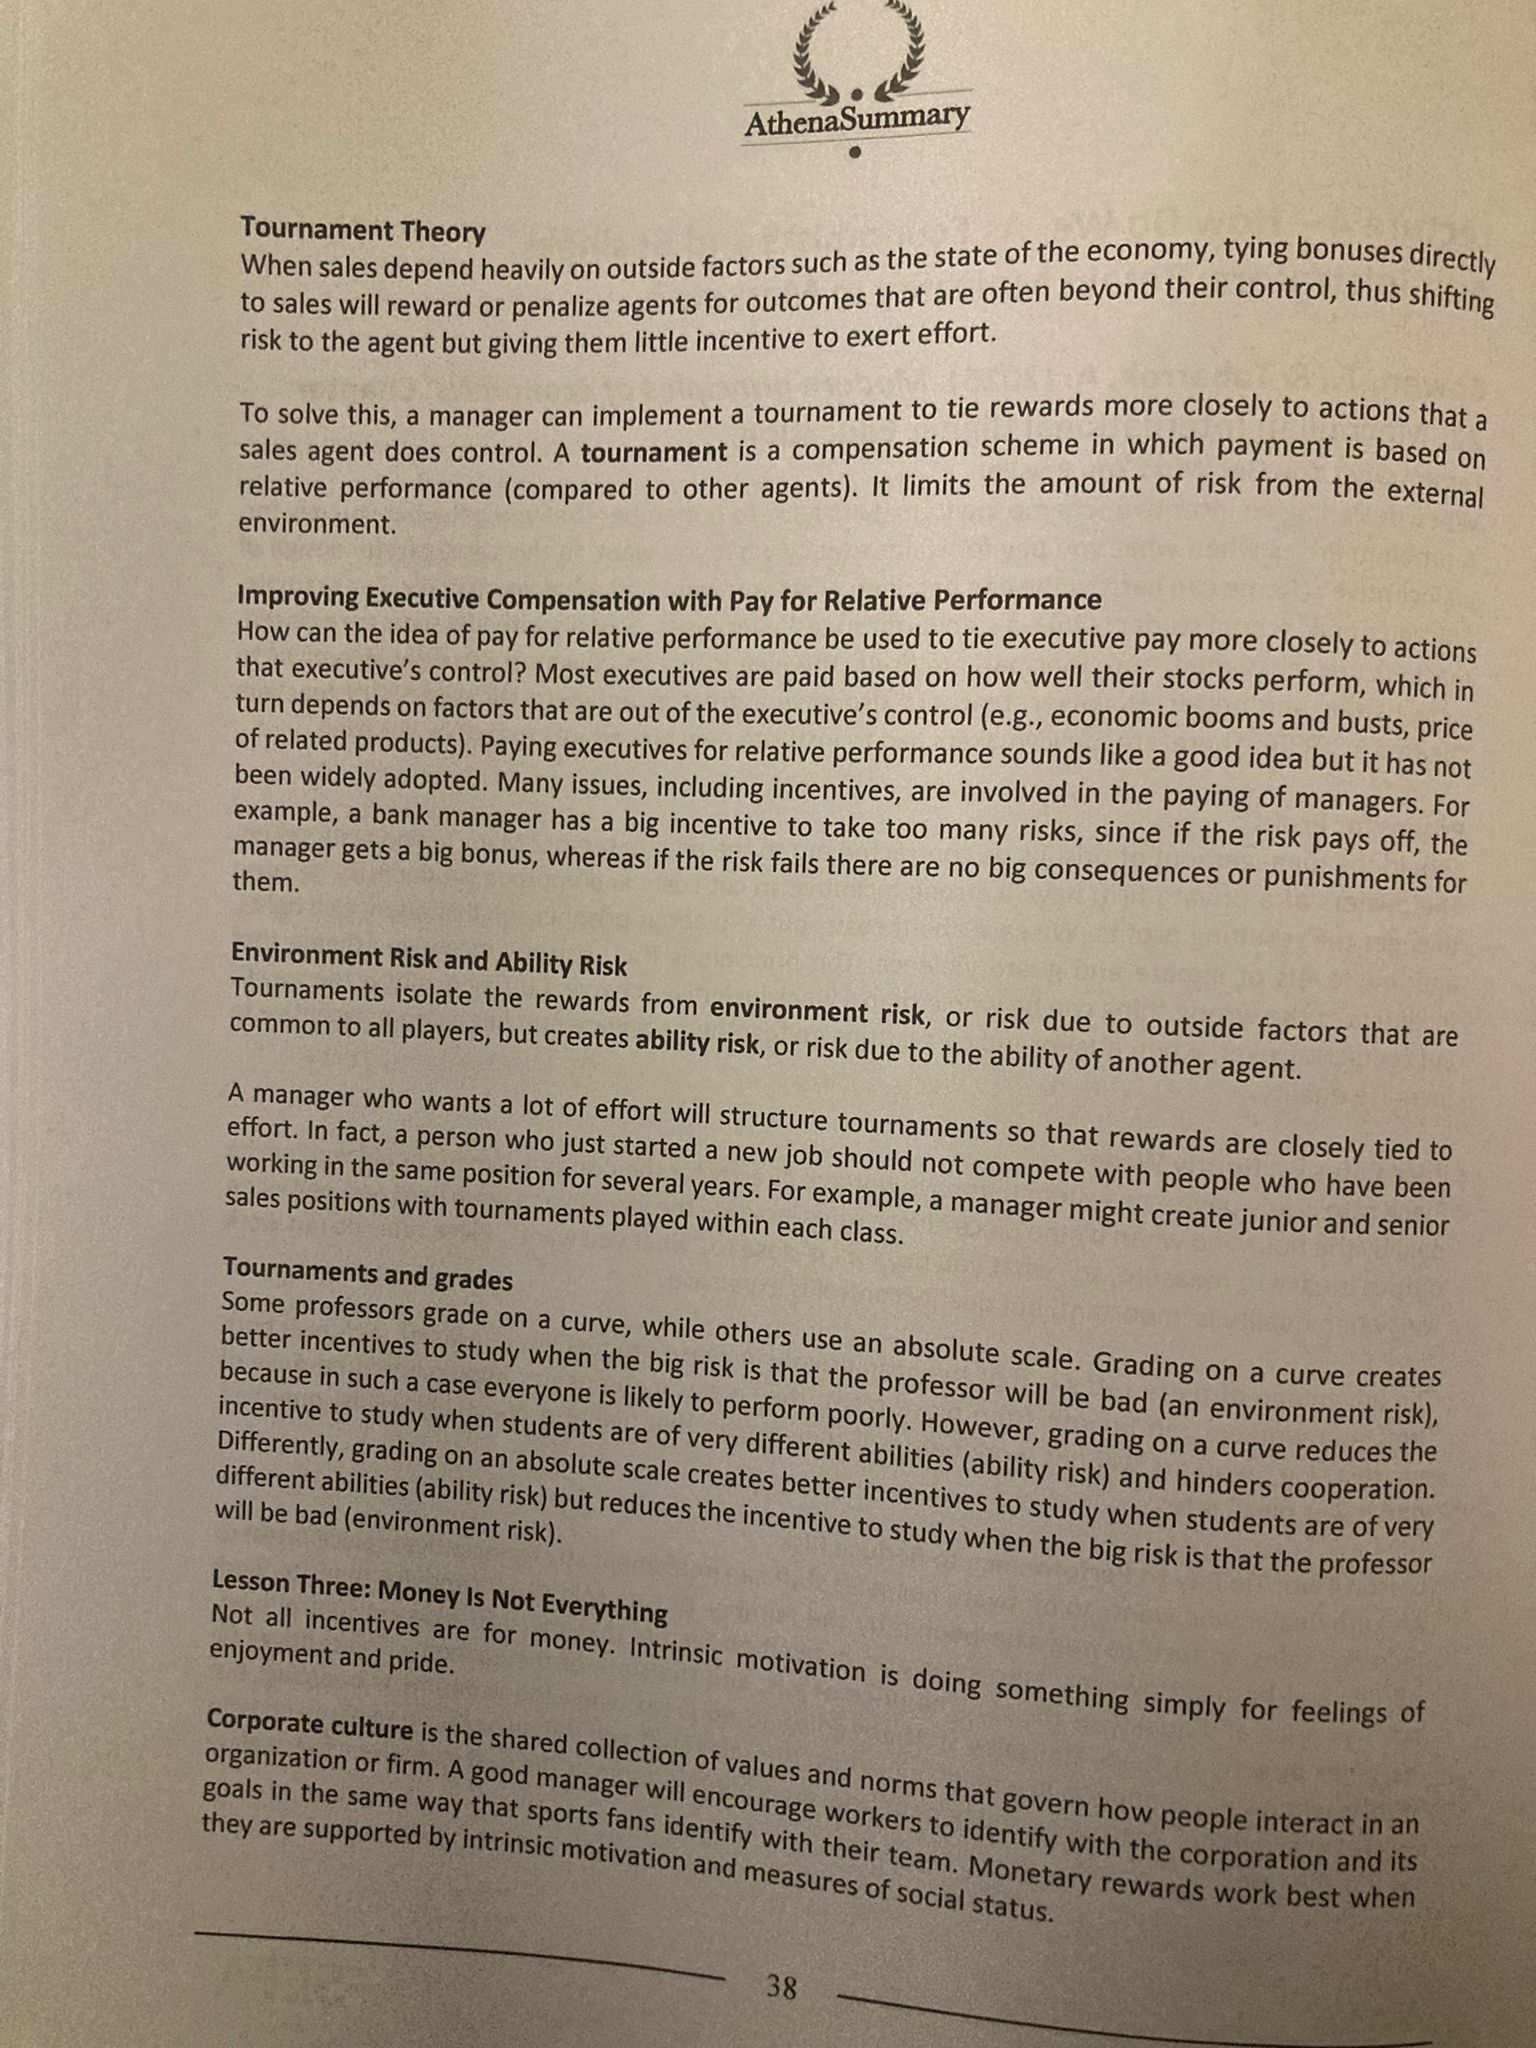 AthenaSummary
Tournament Theory
When sales depend heavily on outside factors such as the state of the economy, tying bonuses directly
to sales will reward or penalize agents for outcomes that are often beyond their control, thus shifting
risk to the agent but giving them little incentive to exert effort.
To solve this, a manager can implement a tournament to tie rewards more closely to actions that a
sales agent does control. A tournament is a compensation scheme in which payment is based on
relative performance (compared to other agents). It limits the amount of risk from the external
environment.
Improving Executive Compensation with Pay for Relative Performance
How can the idea of pay for relative performance be used to tie executive pay more closely to actions
that executive's control? Most executives are paid based on how well their stocks perform, which in
turn depends on factors that are out of the executive's control (e.g., economic booms and busts, price
of related products). Paying executives for relative performance sounds like a good idea but it has not
been widely adopted. Many issues, including incentives, are involved in the paying of managers. For
example, a bank manager has a big incentive to take too many risks, since if the risk pays off, the
manager gets a big bonus, whereas if the risk fails there are no big consequences or punishments for
them.
Environment Risk and Ability Risk
Tournaments isolate the rewards from environment risk, or risk due to outside factors that are
common to all players, but creates ability risk, or risk due to the ability of another agent.
A manager who wants a lot of effort will structure tournaments so that rewards are closely tied to
effort. In fact, a person who just started a new job should not compete with people who have been
working in the same position for several years. For example, a manager might create junior and senior
sales positions with tournaments played within each class.
Tournaments and grades
Some professors grade on a curve, while others use an absolute scale. Grading on a curve creates
better incentives to study when the big risk is that the professor will be bad (an environment risk),
because in such a case everyone is likely to perform poorly. However, grading on a curve reduces the
incentive to study when students are of very different abilities (ability risk) and hinders cooperation.
Differently, grading on an absolute scale creates better incentives to study when students are of very
different abilities (ability risk) but reduces the incentive to study when the big risk is that the professor
will be bad (environment risk).
Lesson Three: Money Is Not Everything
Not all incentives are for money. Intrinsic motivation is doing something simply for feelings of
enjoyment and pride.
Corporate culture is the shared collection of values and norms that govern how people interact in an
organization or firm. A good manager will encourage workers to identify with the corporation and its
goals in the same way that sports fans identify with their team. Monetary rewards work best when
they are supported by intrinsic motivation and measures of social status.
38